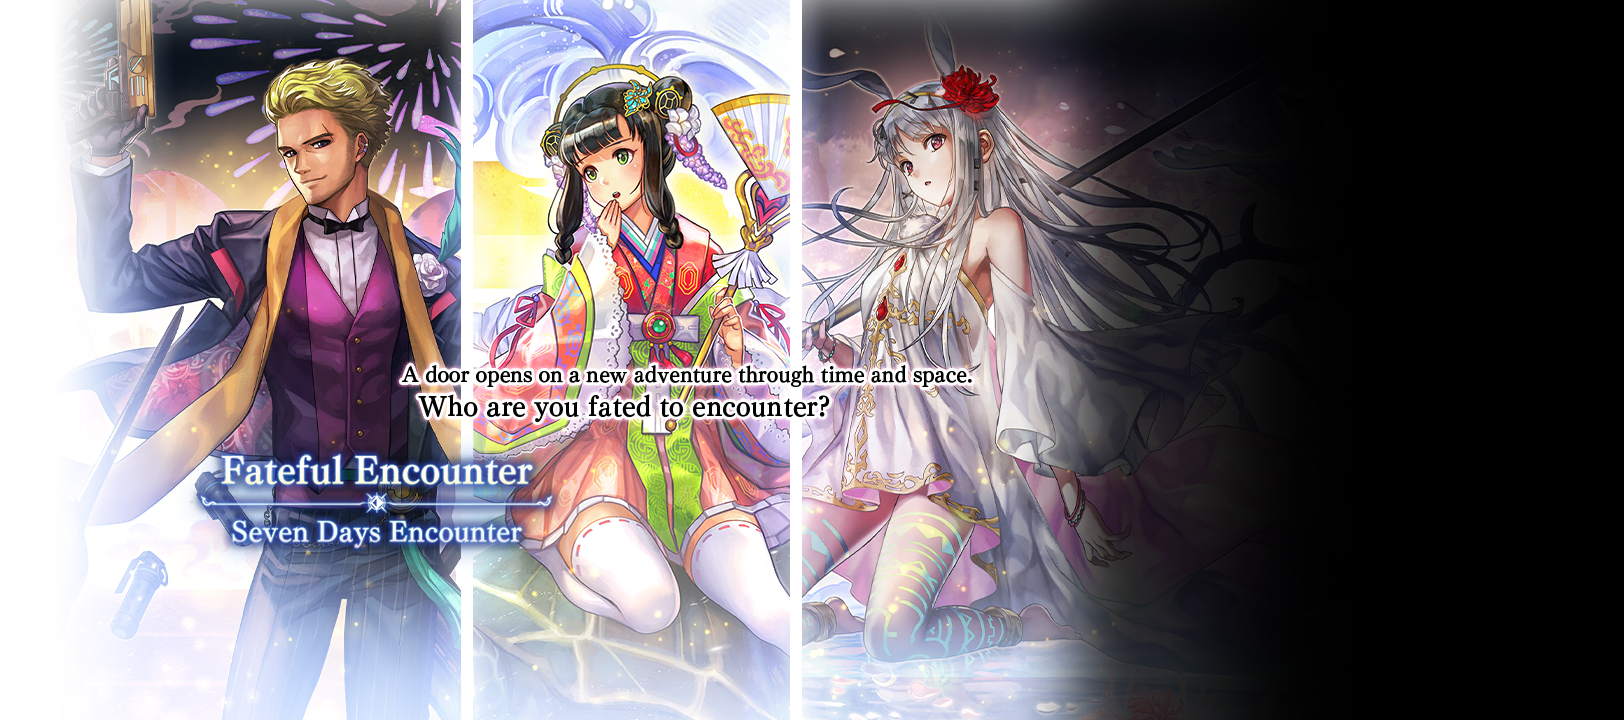 A door opens on a new adventure through time and space.
Who are you fated to encounter?
Fateful Encounter
Seven Days Encounter